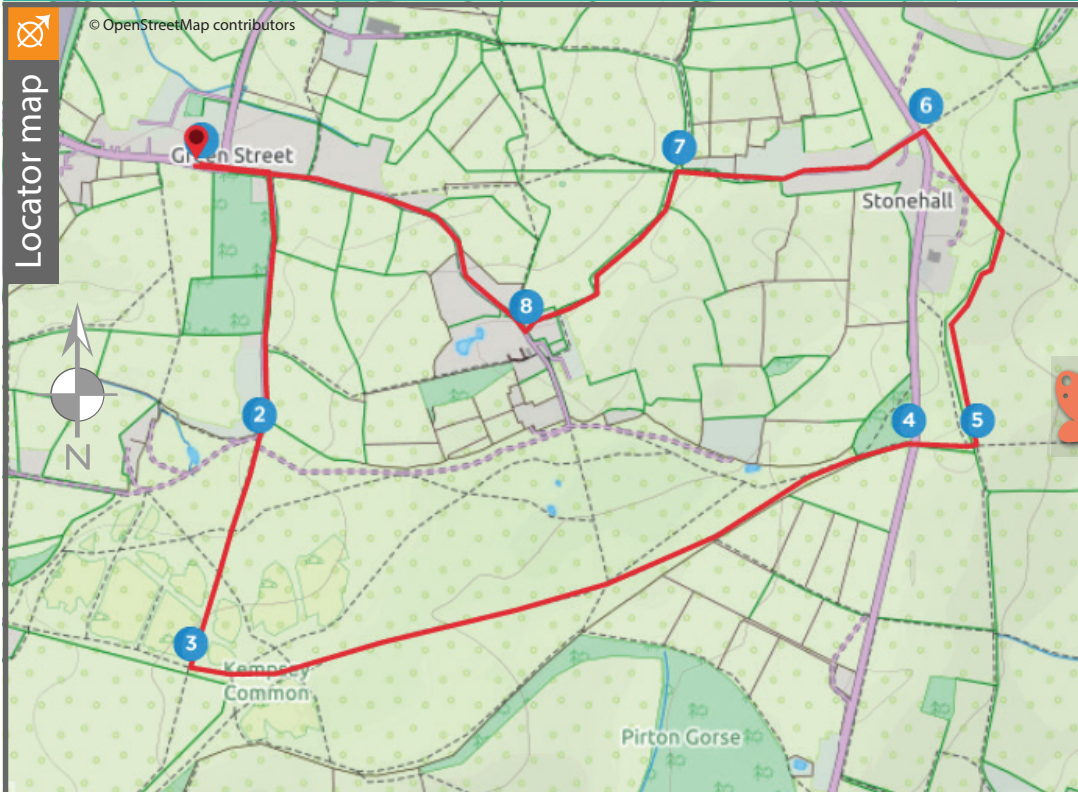 © OpenStreetMap contributors
Locator map
6
7
Green Street
Stonehall
8
2
4
5
N
3
Kempsey
Common
Pirton Gorse